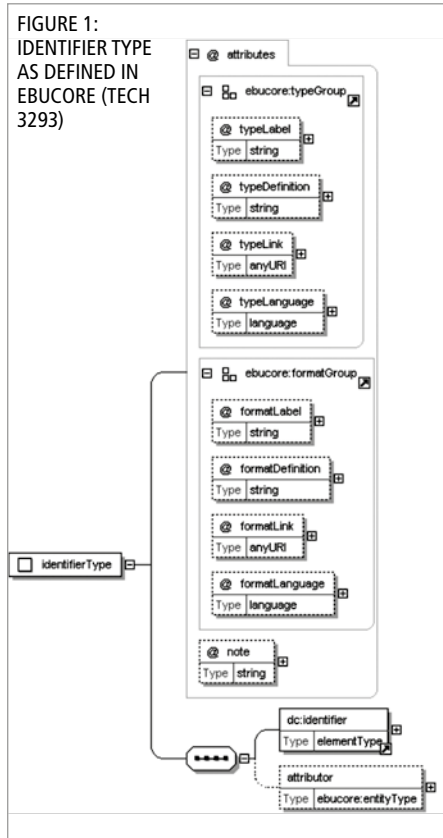 FIGURE 1:
IDENTIFIER TYPE
AS DEFINED IN
EBUCORE (TECH
3293)
@ attributes
ebucore:typeGroup
@ typeLabel
Type string
@ typeDefinition
Type string
@ typeLink
Type anyURI
@ typeLanguage
Type language
ebucore:formatGroup
@ formatLabel
Type string
@ formatDefinition
Type string
@ formatLink
Type anyURI
@ formatLanguage
Type language
@ note
Type string
identifierType
dc:identifier
Type elementType
attributor
Type ebucore:entityType